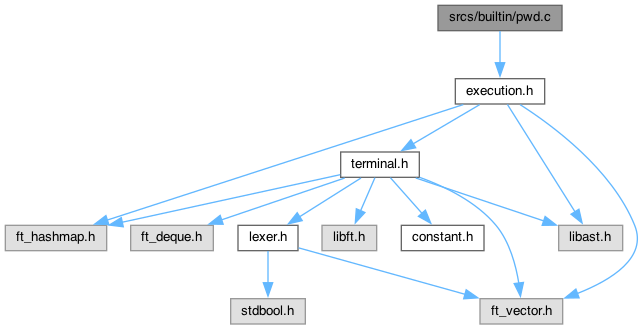 srcs/builtin/pwd.c
execution.h
terminal.h
ft_hashmap.h
ft_deque.h
lexer.h
libft.h
constant.h
libast.h
stdbool.h
ft_vector.h